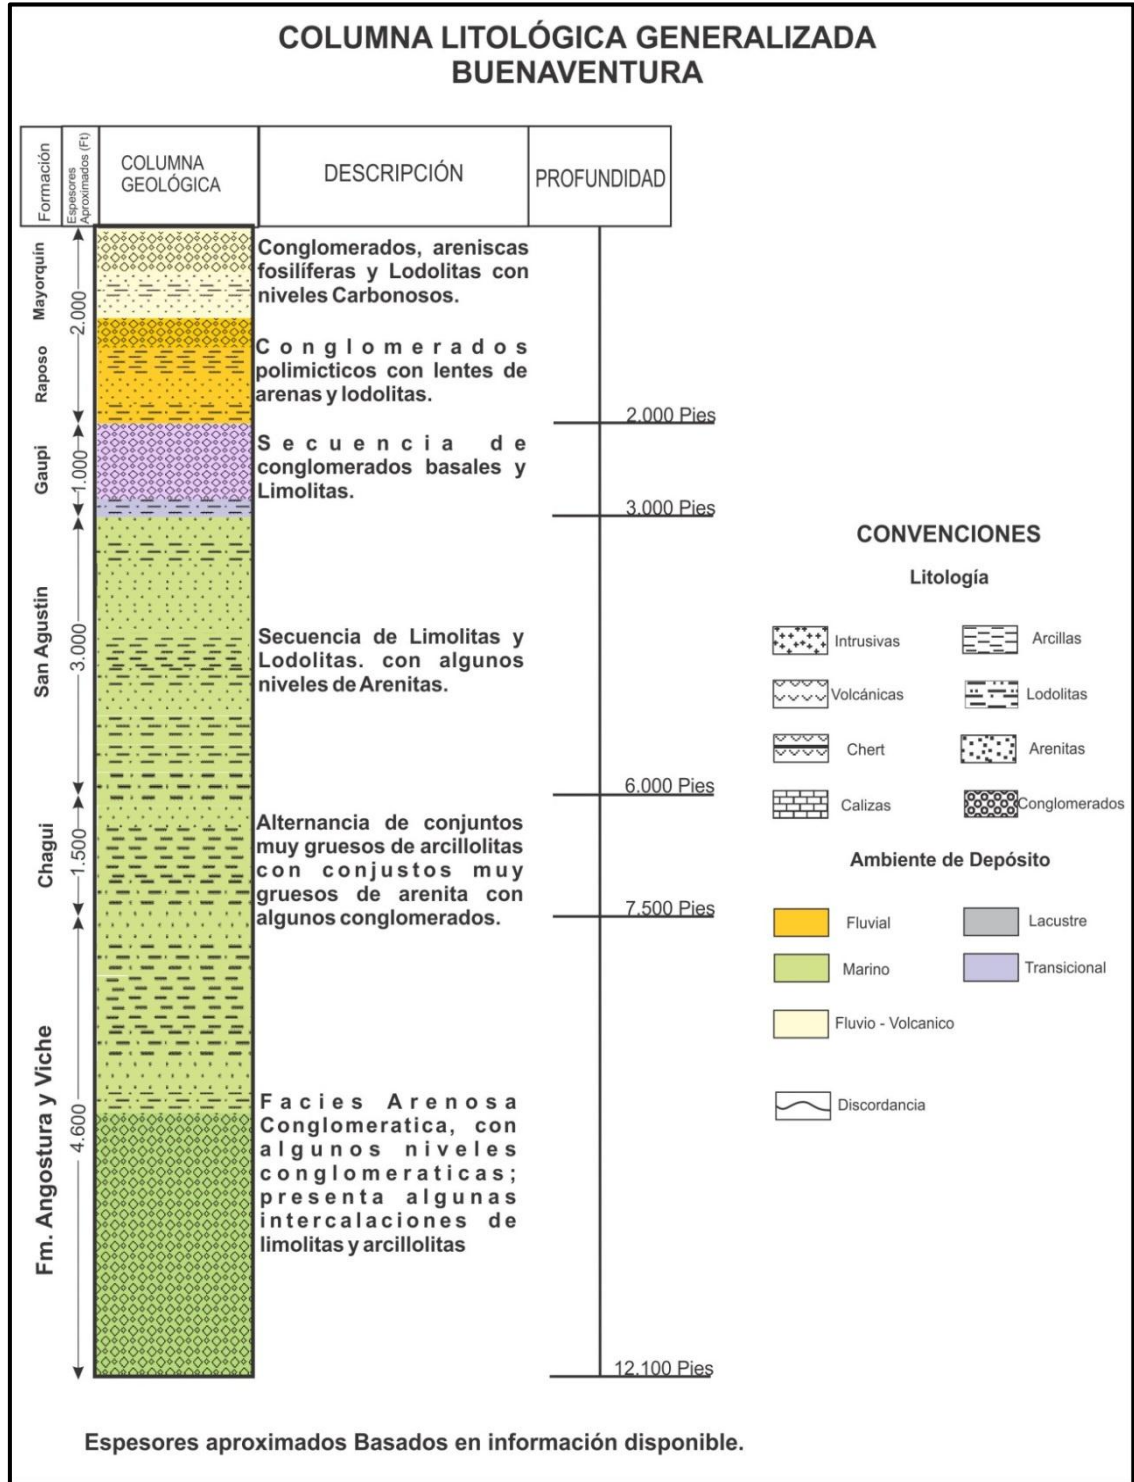 COLUMNA LITOLÓGICA GENERALIZADA
BUENAVENTURA
Formación
Espesores
Aproximados (Ft)
COLUMNA
GEOLÓGICA
DESCRIPCIÓN
PROFUNDIDAD
Mayorquín
2.000
Conglomerados, areniscas
fosilíferas y Lodolitas con
niveles Carbonosos.
Raposo
Conglomerados
polimicticos con lentes de
arenas y lodolitas.
2.000 Pies
Gaupi
1.000
Secuencia de
conglomerados basales y
Limolitas.
3.000 Pies
San Agustin
3.000
Secuencia de Limolitas y
Lodolitas. con algunos
niveles de Arenitas.
6.000 Pies
Chagui
1.500
Alternancia de conjuntos
muy gruesos de arcillolitas
con conjustos muy
gruesos de arenita con
algunos conglomerados.
7.500 Pies
Fm. Angostura y Viche
4.600
Facies Arenosa
Conglomeratica, con
algunos niveles
conglomeraticas;
presenta algunas
intercalaciones de
limolitas y arcillolitas
12.100 Pies
CONVENCIONES
Litología
Intrusivas
Arcillas
Volcánicas
Lodolitas
Chert
Arenitas
Calizas
Conglomerados
Ambiente de Depósito
Fluvial
Lacustre
Marino
Transicional
Fluvio - Volcanico
Discordancia
Espesores aproximados Basados en información disponible.